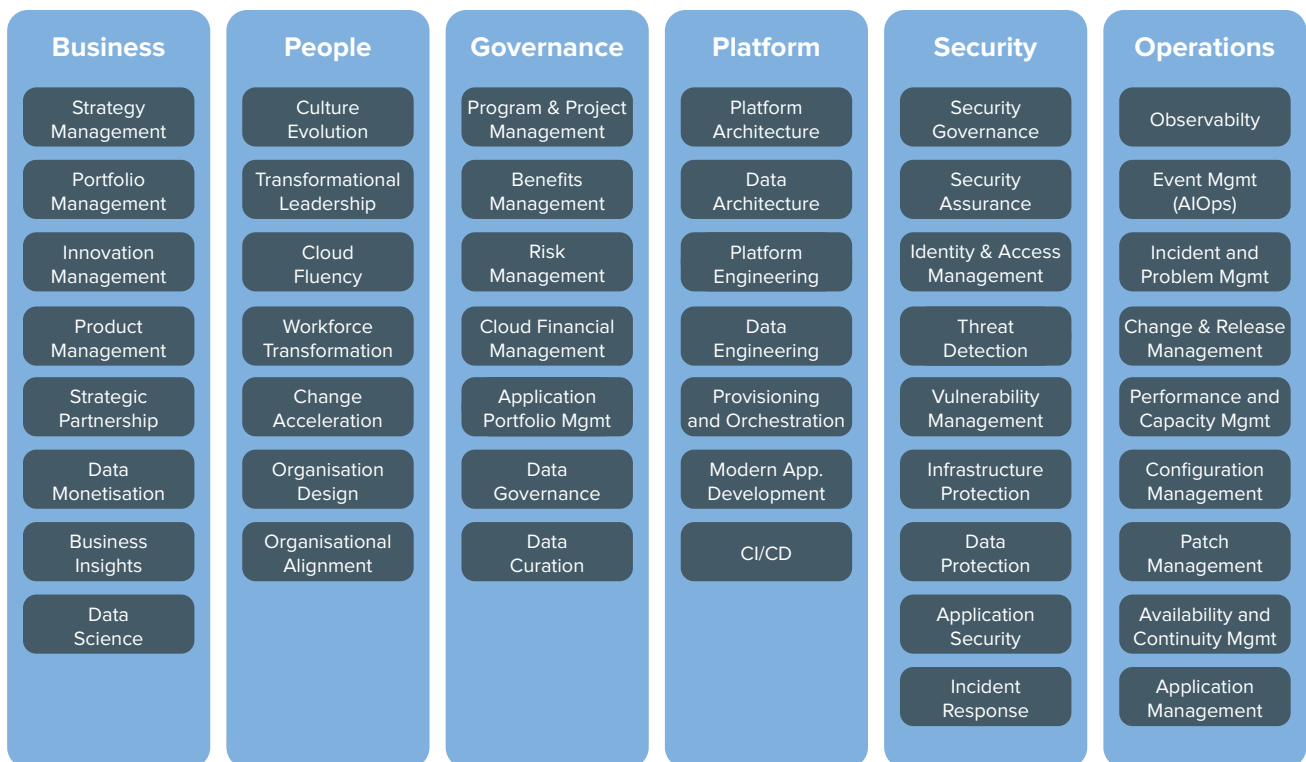 Business
Strategy
Management
Portfolio
Management
Innovation
Management
Product
Management
Strategic
Partnership
Data
Monetisation
Business
Insights
Data
Science
People
Culture
Evolution
Transformational
Leadership
Cloud
Fluency
Workforce
Transformation
Change
Acceleration
Organisation
Design
Organisational
Alignment
Governance
Program & Project
Management
Benefits
Management
Risk
Management
Cloud Financial
Management
Application
Portfolio Mgmt
Data
Governance
Data
Curation
Platform
Platform
Architecture
Data
Architecture
Platform
Engineering
Data
Engineering
Provisioning
and Orchestration
Modern App.
Development
CI/CD
Security
Security
Governance
Security
Assurance
Identity & Access
Management
Threat
Detection
Vulnerability
Management
Infrastructure
Protection
Data
Protection
Application
Security
Incident
Response
Operations
Observabilty
Event Mgmt
(AIOps)
Incident and
Problem Mgmt
Change & Release
Management
Performance and
Capacity Mgmt
Configuration
Management
Patch
Management
Availability and
Continuity Mgmt
Application
Management